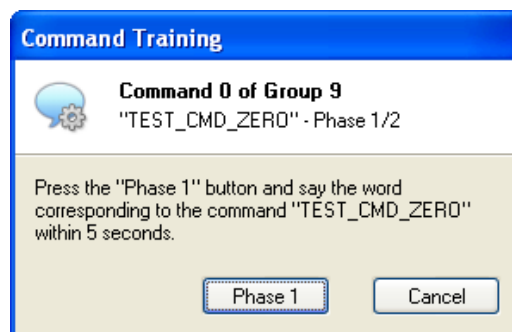 Command Training
Command 0 of Group 9
"TEST_CMD_ZERO" - Phase 1/2
Press the "Phase 1" button and say the word
corresponding to the command "TEST_CMD_ZERO"
within 5 seconds.
Phase 1
Cancel